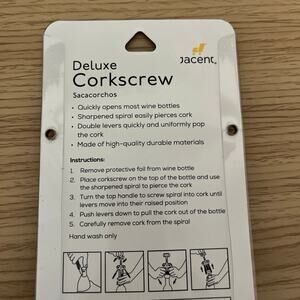 Deluxe
Jacent
Corkscrew
Sacacorchos
• Quickly opens most wine bottles
• Sharpened spiral easily pierces cork
• Double levers quickly and uniformly pop
the cork
• Made of high-quality durable materials
Instructions:
1. Remove protective foil from wine bottle
2. Place corkscrew on the top of the bottle and use
the sharpened spiral to pierce the cork
3. Turn the top handle to screw spiral into cork until
levers move into their raised position
4. Push levers down to pull the cork out of the bottle
5. Carefully remove cork from the spiral
Hand wash only